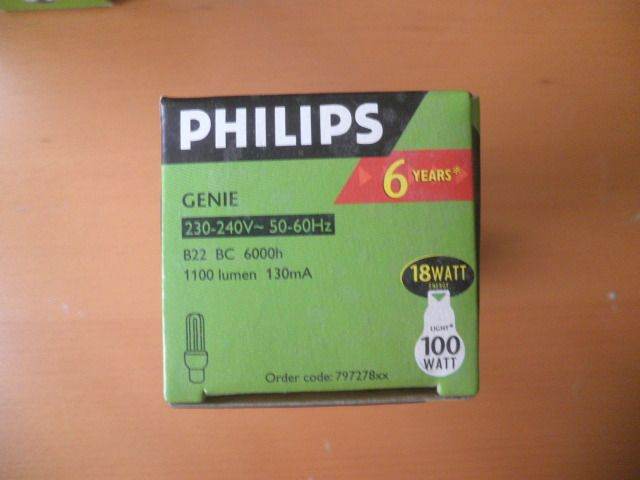 PHILIPS
6 YEARS*
GENIE
230-240V~ 50-60Hz
B22 BC 6000h
1100 lumen 130mA
18WATT
ENERGY
LIGHT*
100
WATT
Order code: 797278xx